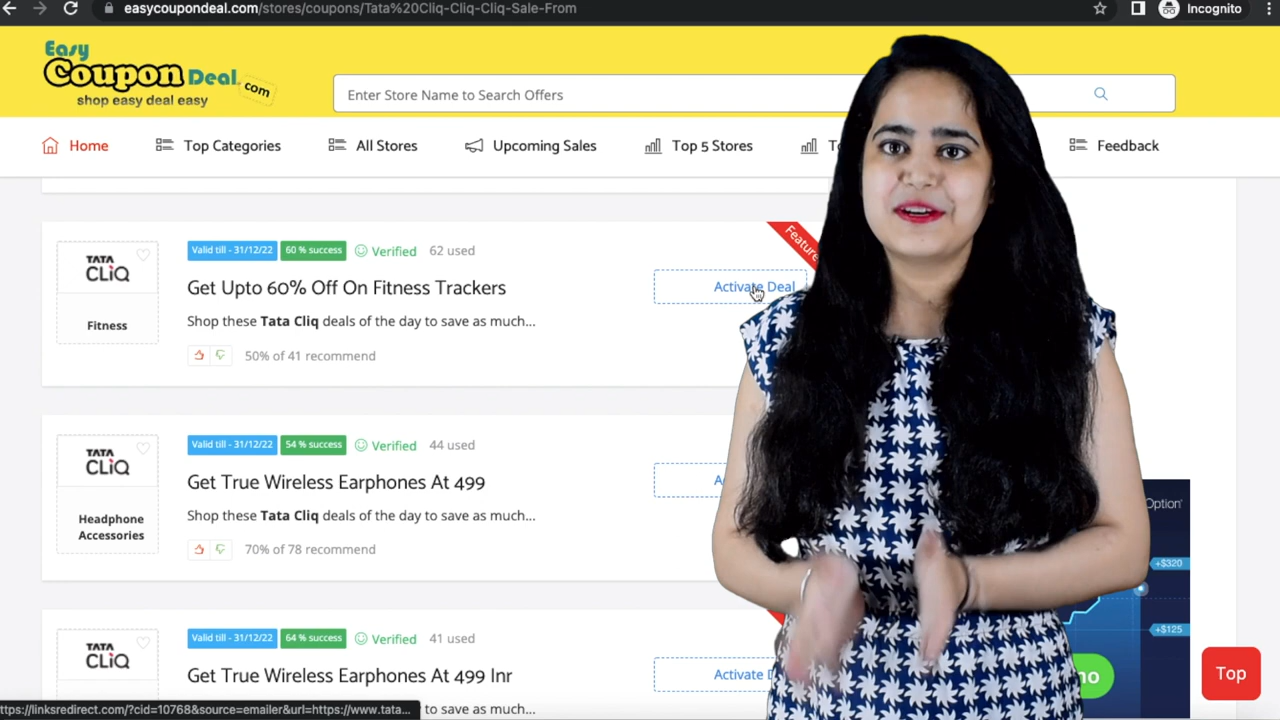 easycoupondeal.com/stores/coupons/Tata%20Cliq-Cliq-Cliq-Sale-From
Incognito
Easy
Coupon Deal .com
shop easy deal easy
Enter Store Name to Search Offers
Home
Top Categories
All Stores
Upcoming Sales
Top 5 Stores
Feedback
Feature
TATA
CLiQ
Fitness
Valid till - 31/12/22
60 % success
Verified
62 used
Get Upto 60% Off On Fitness Trackers
Activate Deal
Shop these Tata Cliq deals of the day to save as much...
50% of 41 recommend
TATA
CLiQ
Headphone
Accessories
Valid till - 31/12/22
54 % success
Verified
44 used
Get True Wireless Earphones At 499
Shop these Tata Cliq deals of the day to save as much...
70% of 78 recommend
Option'
+$320
+$125
TATA
CLiQ
Valid till - 31/12/22
64 % success
Verified
41 used
Get True Wireless Earphones At 499 Inr
Activate D
Top
no
ttps://linksredirect.com/?cid=10768&source=emailer&url=https://www.tata...
to save as much...